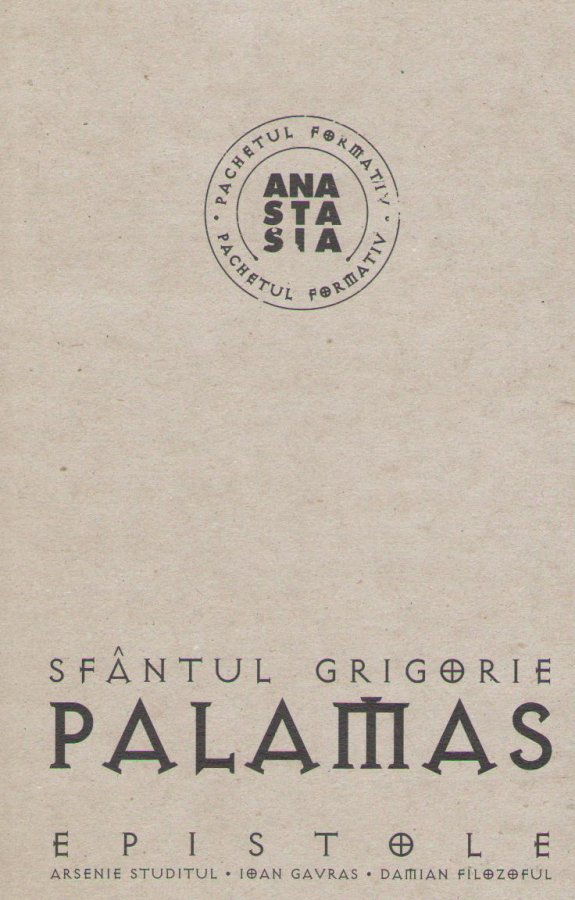 PACHETUL FORMATIV
ANA
STA
SIA
PACHETUL FORMATIV
SFÂNTUL GRIGORIE
PALAMAS
EPISTOLE
ARSENIE STUDITUL • IOAN GAVRAS • DAMIAN FILOZOFUL